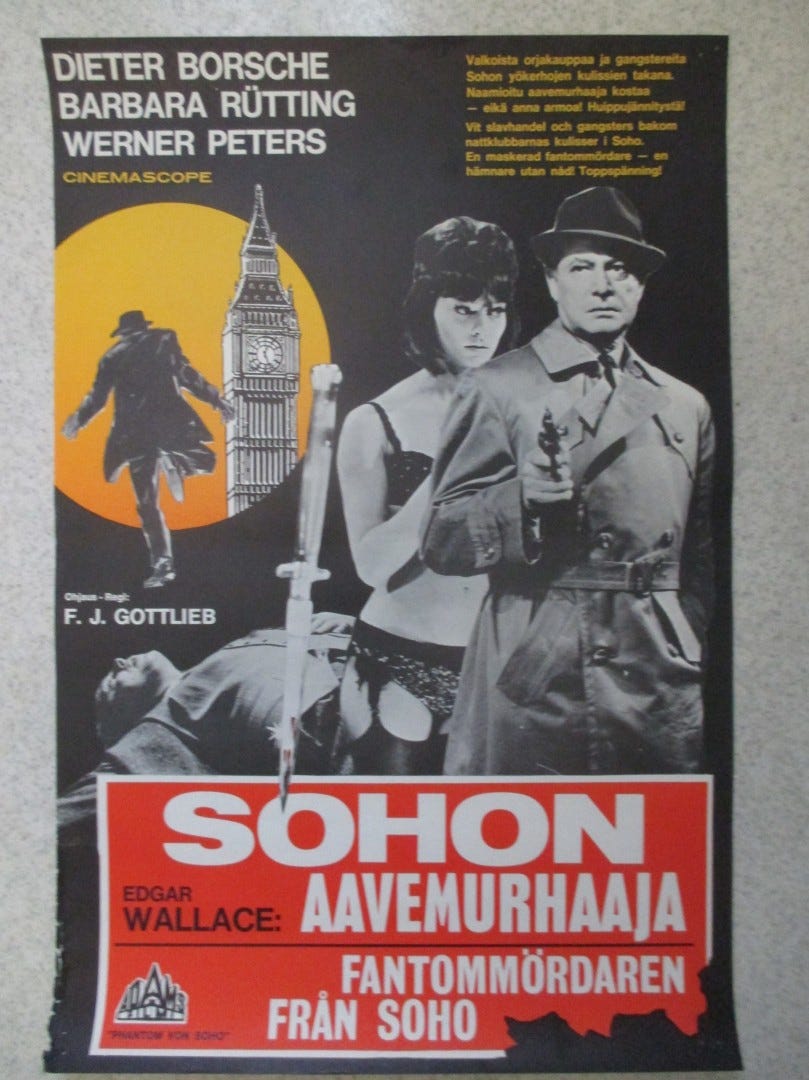 DIETER BORSCHE
BARBARA RÜTTING
WERNER PETERS
CINEMASCOPE
Valkoista orjakauppaa ja gangstereita
Sohon yökerhojen kulissien takana.
Naamioitu aavemurhaaja kostaa
— eikä anna armoa! Huippujännitystä!
Vit slavhandel och gangsters bakom
nattklubbarnas kulisser i Soho.
En maskerad fantommördare — en
hämnare utan nåd! Toppspänning!
Ohjaus - Regi:
F. J. GOTTLIEB
SOHON
EDGAR
WALLACE: AAVEMURHAAJA
FANTOMMÖRDAREN
FRÅN SOHO
ADAMS
FILMI
"PHANTOM VON SOHO"